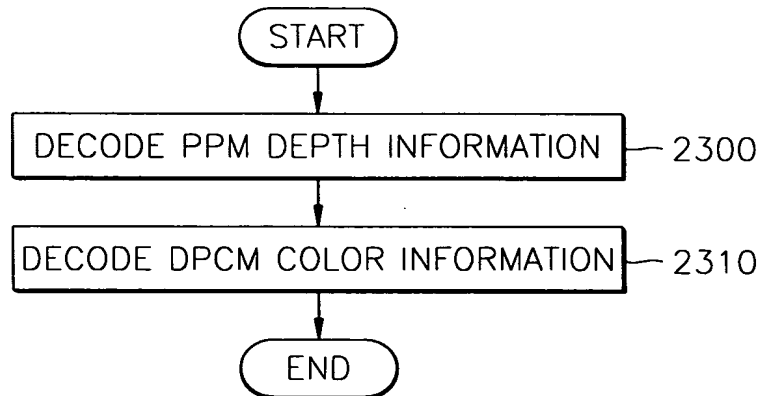 START
DECODE PPM DEPTH INFORMATION
2300
DECODE DPCM COLOR INFORMATION
2310
END